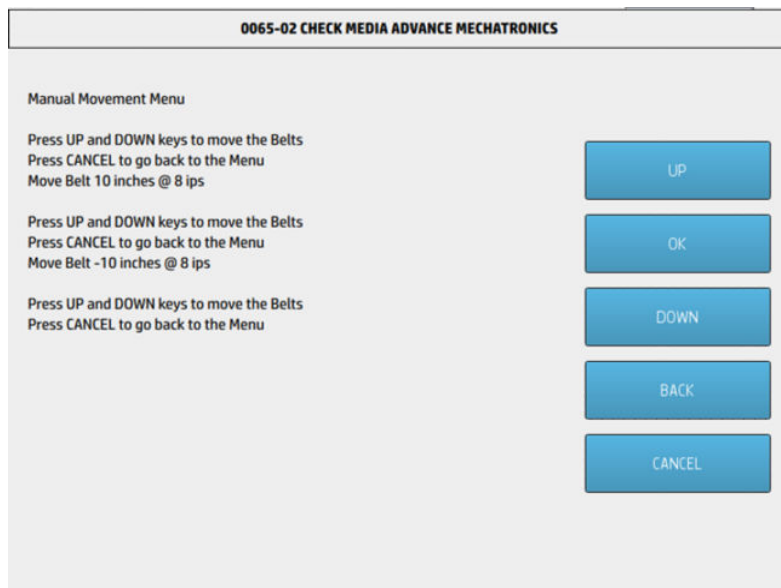 0065-02 CHECK MEDIA ADVANCE MECHATRONICS
Manual Movement Menu
Press UP and DOWN keys to move the Belts
Press CANCEL to go back to the Menu
Move Belt 10 inches @ 8 ips
Press UP and DOWN keys to move the Belts
Press CANCEL to go back to the Menu
Move Belt -10 inches @ 8 ips
Press UP and DOWN keys to move the Belts
Press CANCEL to go back to the Menu
UP
OK
DOWN
BACK
CANCEL